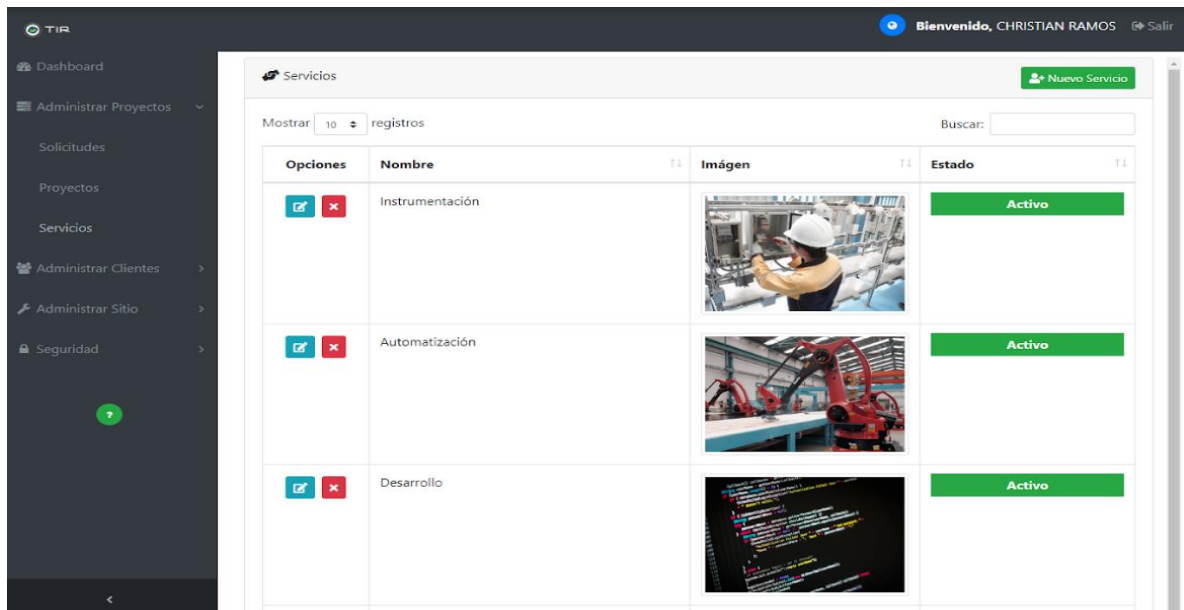 TIR
Bienvenido, CHRISTIAN RAMOS Salir
Dashboard
Administrar Proyectos
Solicitudes
Proyectos
Servicios
Administrar Clientes
Administrar Sitio
Seguridad
?
Servicios
Nuevo Servicio
Mostrar 10 registros
Buscar:
Opciones Nombre Imágen Estado
Instrumentación Activo
Automatización Activo
Desarrollo Activo